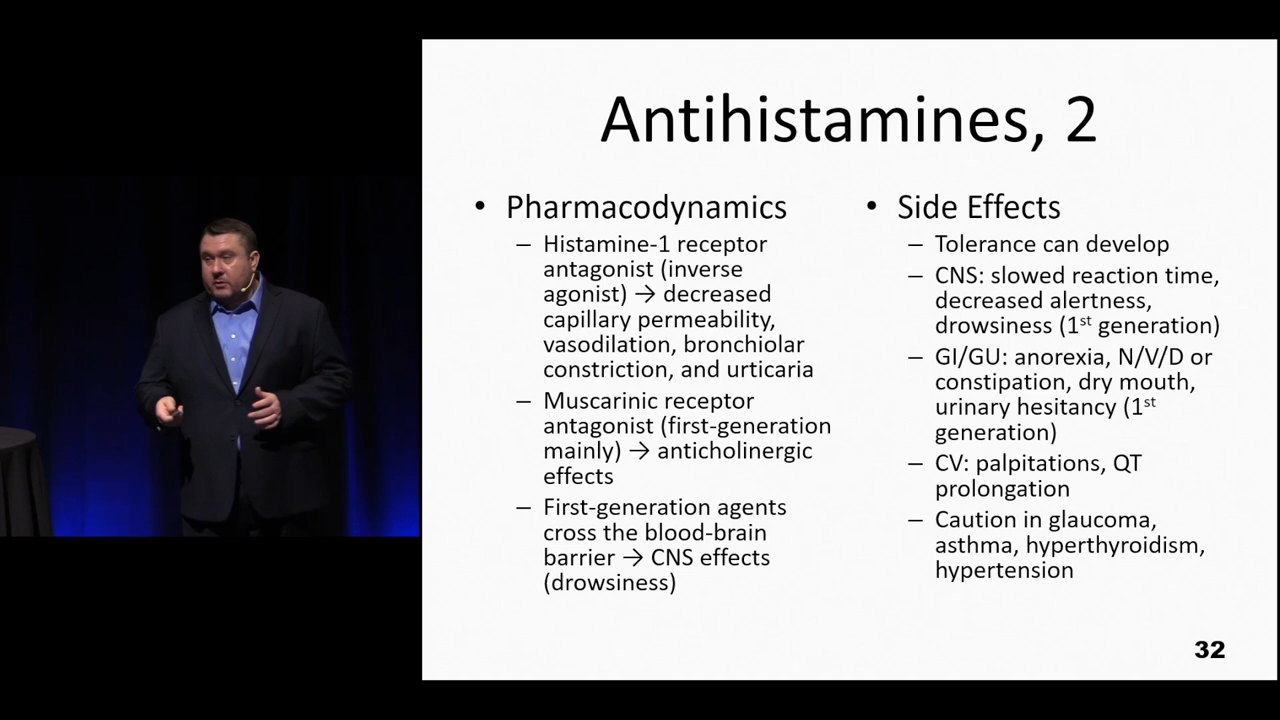 Antihistamines, 2
• Pharmacodynamics
– Histamine-1 receptor
antagonist (inverse
agonist) → decreased
capillary permeability,
vasodilation, bronchiolar
constriction, and urticaria
– Muscarinic receptor
antagonist (first-generation
mainly) → anticholinergic
effects
– First-generation agents
cross the blood-brain
barrier → CNS effects
(drowsiness)
• Side Effects
– Tolerance can develop
– CNS: slowed reaction time,
decreased alertness,
drowsiness (1st generation)
– GI/GU: anorexia, N/V/D or
constipation, dry mouth,
urinary hesitancy (1st
generation)
– CV: palpitations, QT
prolongation
– Caution in glaucoma,
asthma, hyperthyroidism,
hypertension
32